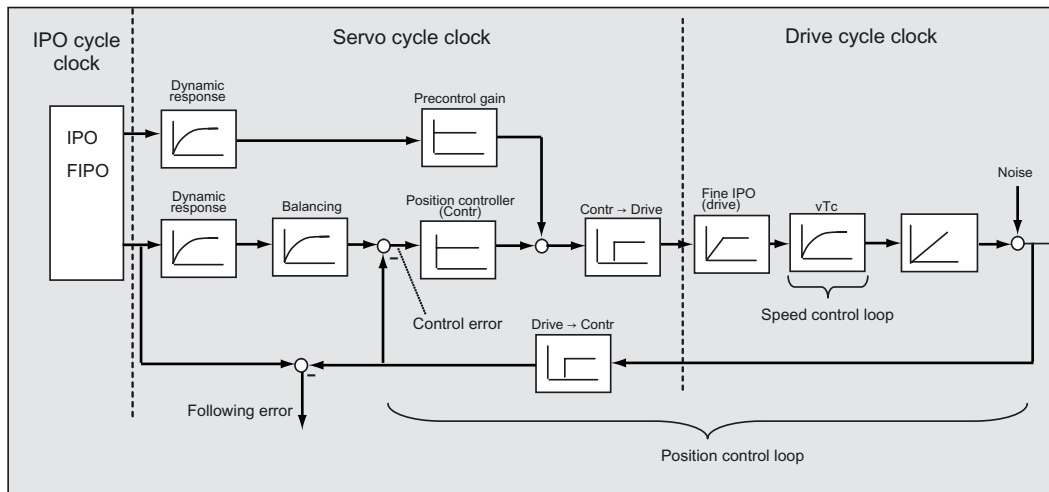 IPO cycle
clock
Servo cycle clock
Drive cycle clock
IPO
FIPO
Dynamic
response
Precontrol gain
Dynamic
response
Balancing
Position controller
(Contr)
Contr → Drive
Fine IPO
(drive)
vTc
Noise
–
Control error
Speed control loop
Drive → Contr
–
Following error
Position control loop